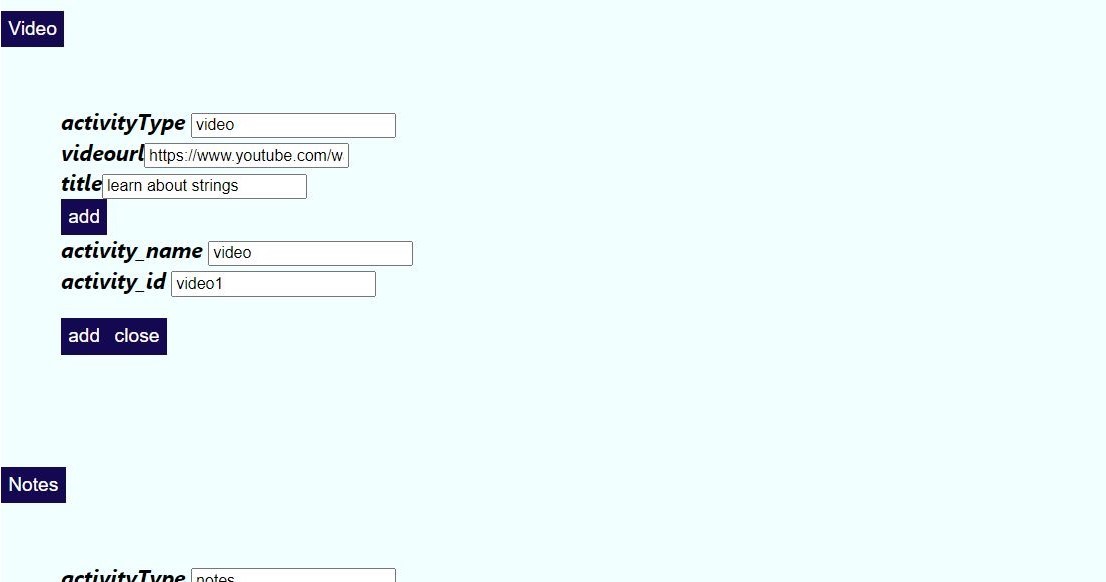 Video
activityType video
videourl https://www.youtube.com/w
title learn about strings
add
activity_name video
activity_id video1
add close
Notes
activityType notes